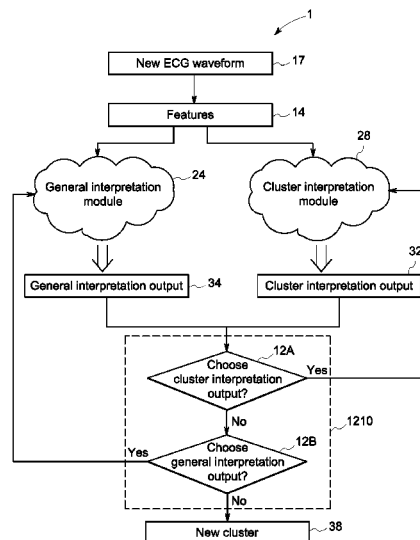 1
New ECG waveform
17
Features
14
General interpretation
module
24
Cluster interpretation
module
28
General interpretation output
34
Cluster interpretation output
32
12A
Choose
cluster interpretation
output?
Yes
No
1210
12B
Choose
general interpretation
output?
Yes
No
New cluster
38